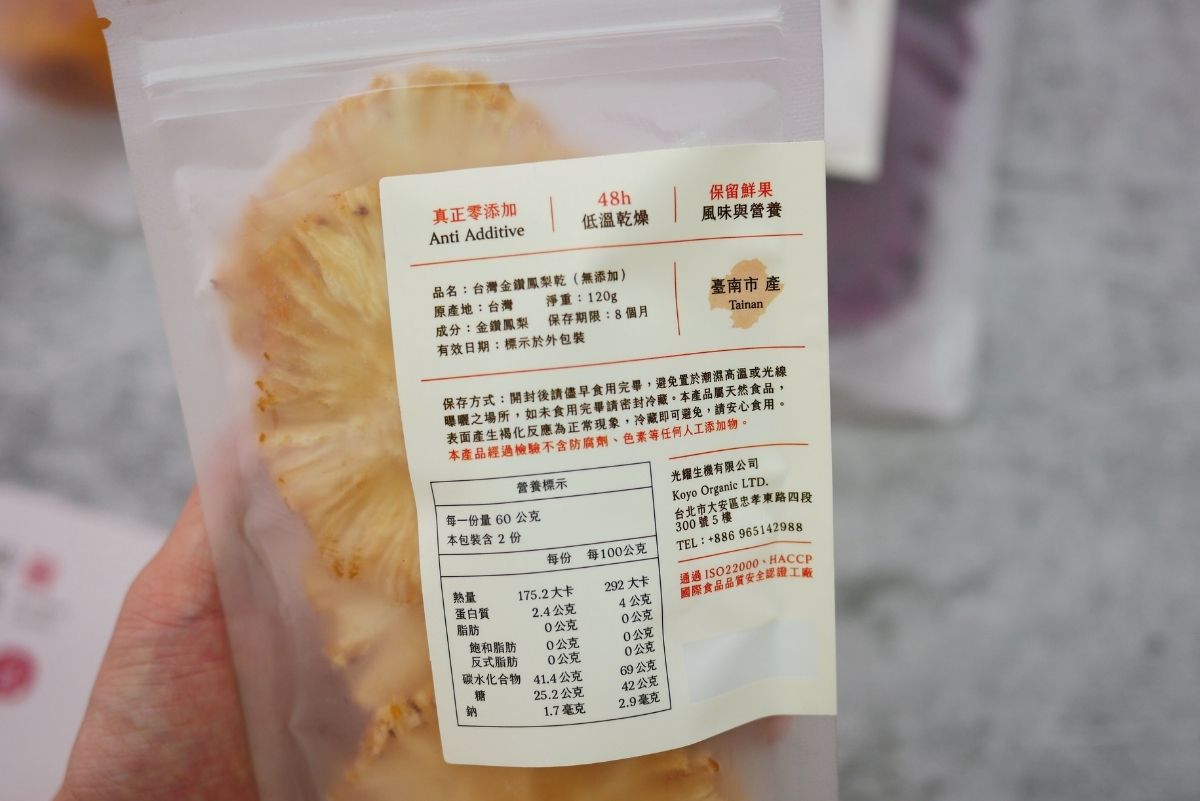 真正零添加
Anti Additive
48h
低溫乾燥
保留鮮果
風味與營養
品名：台灣金鑽鳳梨乾（無添加）
原產地：台灣 淨重：120g
成分：金鑽鳳梨 保存期限：8 個月
有效日期：標示於外包裝
臺南市 產
Tainan
保存方式：開封後請儘早食用完畢，避免置於潮濕高溫或光線
曝曬之場所，如未食用完畢請密封冷藏。本產品屬天然食品，
表面產生褐化反應為正常現象，冷藏即可避免，請安心食用。
本產品經過檢驗不含防腐劑、色素等任何人工添加物。
營養標示
每一份量 60 公克
本包裝含 2 份
每份 每100公克
熱量 175.2 大卡 292 大卡
蛋白質 2.4 公克 4 公克
脂肪 0 公克 0 公克
飽和脂肪 0 公克 0 公克
反式脂肪 0 公克 0 公克
碳水化合物 41.4 公克 69 公克
糖 25.2 公克 42 公克
鈉 1.7 毫克 2.9 毫克
光耀生機有限公司
Koyo Organic LTD.
台北市大安區忠孝東路四段
300 號 5 樓
TEL：+886 965142988
通過 ISO22000、HACCP
國際食品品質安全認證工廠